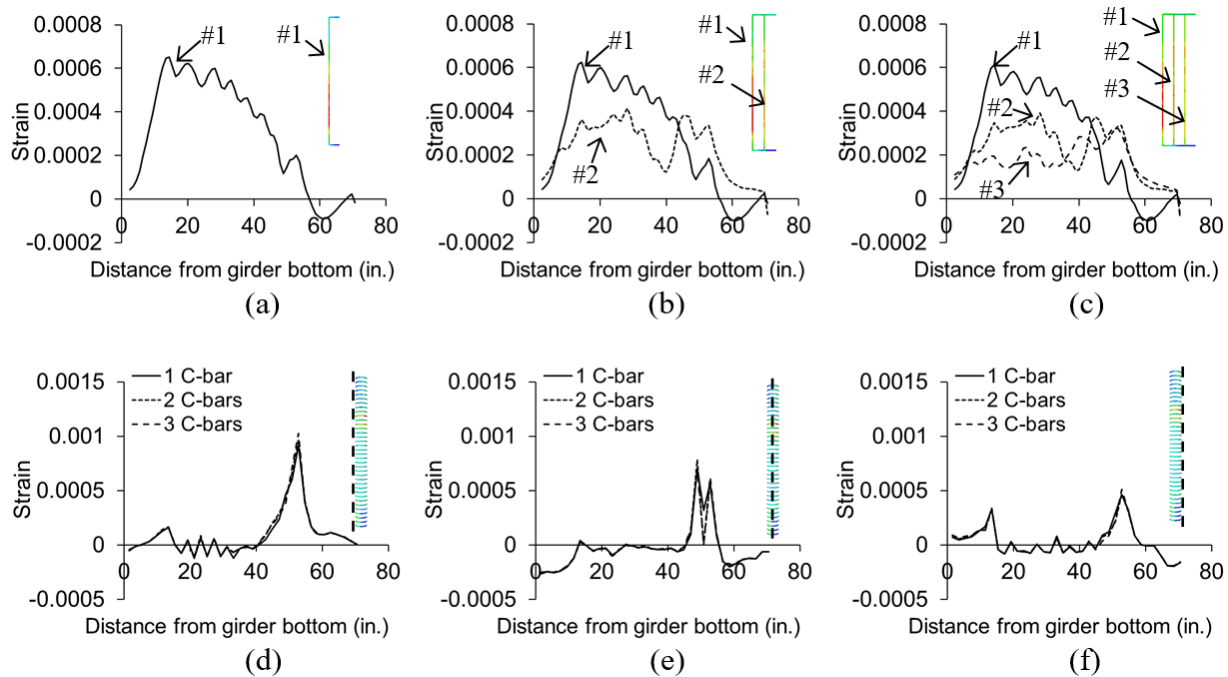 0.0008
0.0006
0.0004
0.0002
0
-0.0002
Strain
#1
#1
0 20 40 60 80
Distance from girder bottom (in.)
(a)
0.0008
0.0006
0.0004
0.0002
0
-0.0002
Strain
#1
#2
#1
#2
0 20 40 60 80
Distance from girder bottom (in.)
(b)
0.0008
0.0006
0.0004
0.0002
0
-0.0002
Strain
#1
#2
#3
#1
#2
#3
0 20 40 60 80
Distance from girder bottom (in.)
(c)
0.0015
0.001
0.0005
0
-0.0005
Strain
1 C-bar
2 C-bars
3 C-bars
0 20 40 60 80
Distance from girder bottom (in.)
(d)
0.0015
0.001
0.0005
0
-0.0005
Strain
1 C-bar
2 C-bars
3 C-bars
0 20 40 60 80
Distance from girder bottom (in.)
(e)
0.0015
0.001
0.0005
0
-0.0005
Strain
1 C-bar
2 C-bars
3 C-bars
0 20 40 60 80
Distance from girder bottom (in.)
(f)